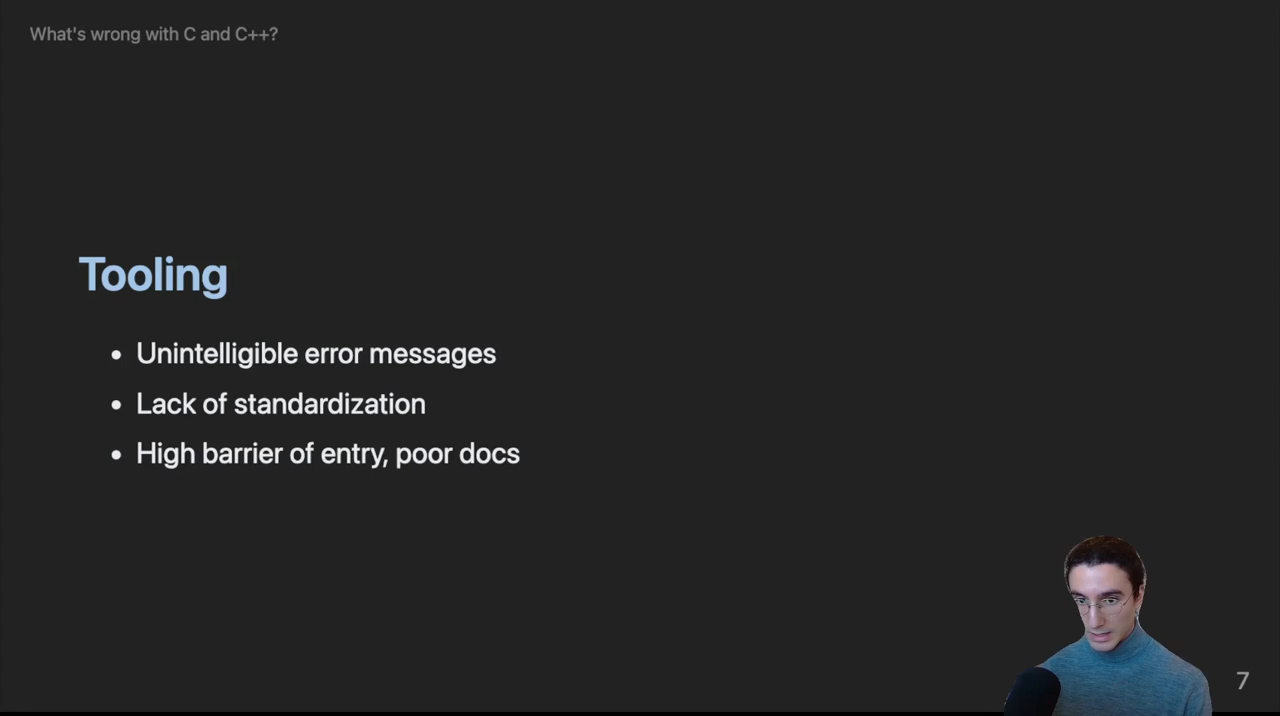 What's wrong with C and C++?
Tooling
• Unintelligible error messages
• Lack of standardization
• High barrier of entry, poor docs
7